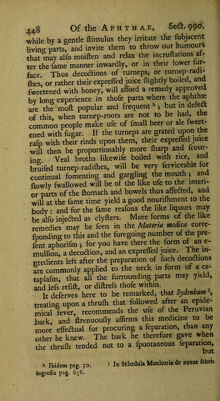 448 Of the APHTHAE, Sect. 990.
while by a gentle stimulus they irritate the subjacent
living parts, and invite them to throw out humours
that may also moisten and relax the incrustations af-
ter the same manner inwardly, or in their lower sur-
face. Thus decoctions of turneps, or turnep-radi-
shes, or rather their expressed juice slightly boiled, and
sweetened with honey, will afford a remedy approved
by long experience in those parts where the aphthæ
are the most popular and frequent h ; but in defect
of this, when turnep-roots are not to be had, the
common people make use of small beer or ale sweet-
ened with sugar. If the turneps are grated upon the
rasp with their rinds upon them, their expressed juice
will then be proportionably more sharp and scour-
ing. Veal broths likewise boiled with rice, and
bruised turnep-radishes, will be very serviceable for
continual fomenting and gargling the mouth ; and
slowly swallowed will be of the like use to the interi-
or parts of the stomach and bowels thus affected, and
will at the same time yield a good nourishment to the
body : and for the same reasons the like liquors may
be also injected as clysters. More forms of the like
remedies may be seen in the Materia medica corre-
sponding to this and the foregoing number of the pre-
sent aphorism ; for you have there the form of an e-
mulsion, a decoction, and an expressed juice. The in-
gredients left after the preparation of such decoctions
are commonly applied to the neck in form of a ca-
taplasm, that all the surrounding parts may yield,
and less resist, or distress those within.
It deserves here to be remarked, that Sydenham i,
treating upon a thrush that followed after an epide-
mical fever, recommends the use of the Peruvian
bark, and strenuously affirms this medicine to be
more effectual for procuring a separation, than any
other he knew. The bark he therefore gave when
the thrush tended not to a spontaneous separation,
but
h Ibidem pag. 50. i In Schedula Monitoria de novae febris
ingressu pag. 656.